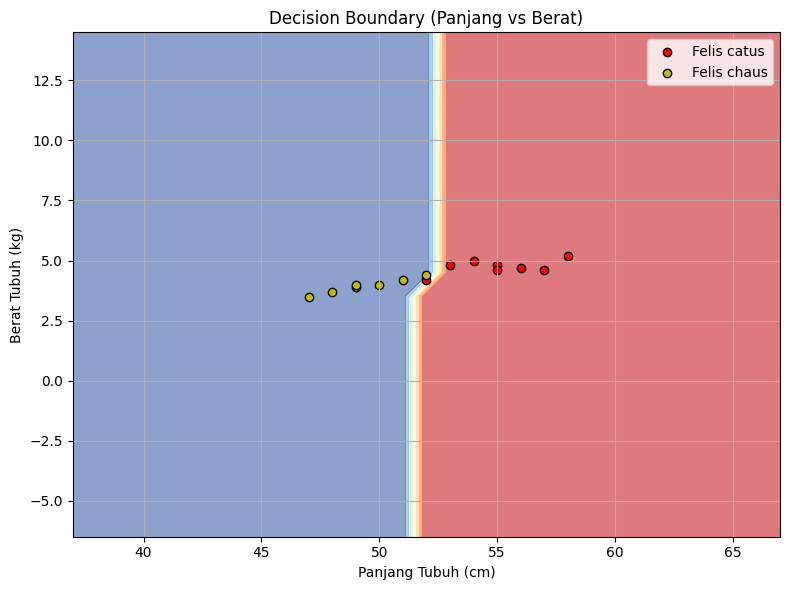 Decision Boundary (Panjang vs Berat)
Felis catus
Felis chaus
12.5
10.0
7.5
5.0
2.5
0.0
−2.5
−5.0
Berat Tubuh (kg)
40
45
50
55
60
65
Panjang Tubuh (cm)